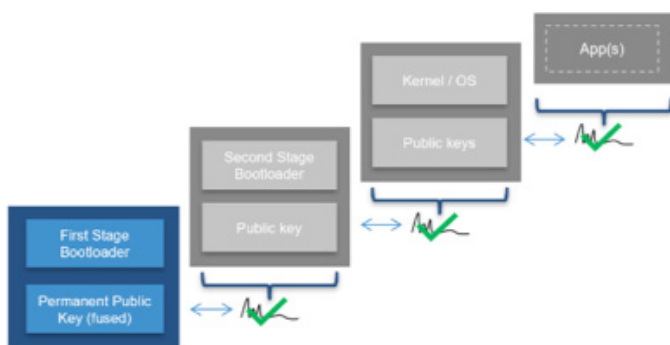 App(s)
Kernel / OS
Public keys
Second Stage
Bootloader
Public key
First Stage
Bootloader
Permanent Public
Key (fused)